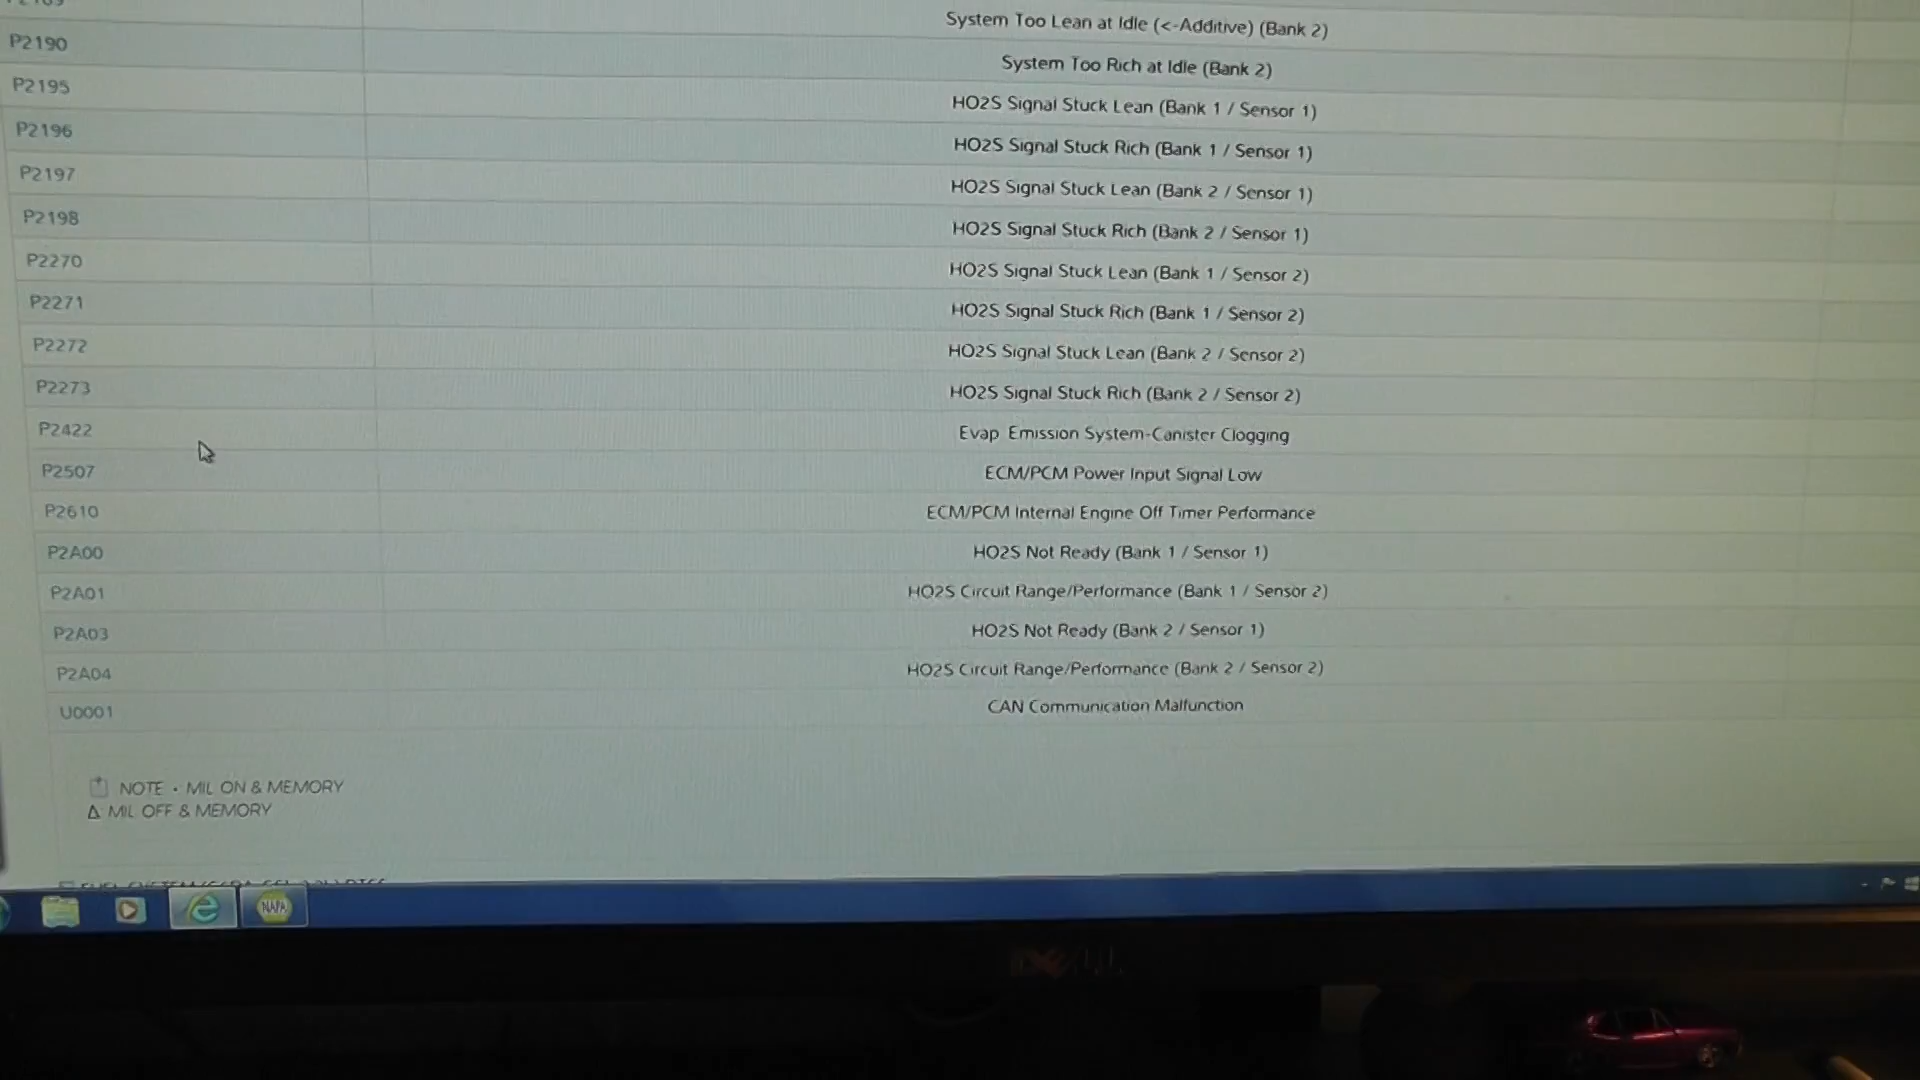 System Too Lean at Idle (<-Additive) (Bank 2)
P2190 System Too Rich at Idle (Bank 2)
P2195 HO2S Signal Stuck Lean (Bank 1 / Sensor 1)
P2196 HO2S Signal Stuck Rich (Bank 1 / Sensor 1)
P2197 HO2S Signal Stuck Lean (Bank 2 / Sensor 1)
P2198 HO2S Signal Stuck Rich (Bank 2 / Sensor 1)
P2270 HO2S Signal Stuck Lean (Bank 1 / Sensor 2)
P2271 HO2S Signal Stuck Rich (Bank 1 / Sensor 2)
P2272 HO2S Signal Stuck Lean (Bank 2 / Sensor 2)
P2273 HO2S Signal Stuck Rich (Bank 2 / Sensor 2)
P2422 Evap Emission System-Canister Clogging
P2507 ECM/PCM Power Input Signal Low
P2610 ECM/PCM Internal Engine Off Timer Performance
P2A00 HO2S Not Ready (Bank 1 / Sensor 1)
P2A01 HO2S Circuit Range/Performance (Bank 1 / Sensor 2)
P2A03 HO2S Not Ready (Bank 2 / Sensor 1)
P2A04 HO2S Circuit Range/Performance (Bank 2 / Sensor 2)
U0001 CAN Communication Malfunction
NOTE • MIL ON & MEMORY
Δ MIL OFF & MEMORY
NAPA